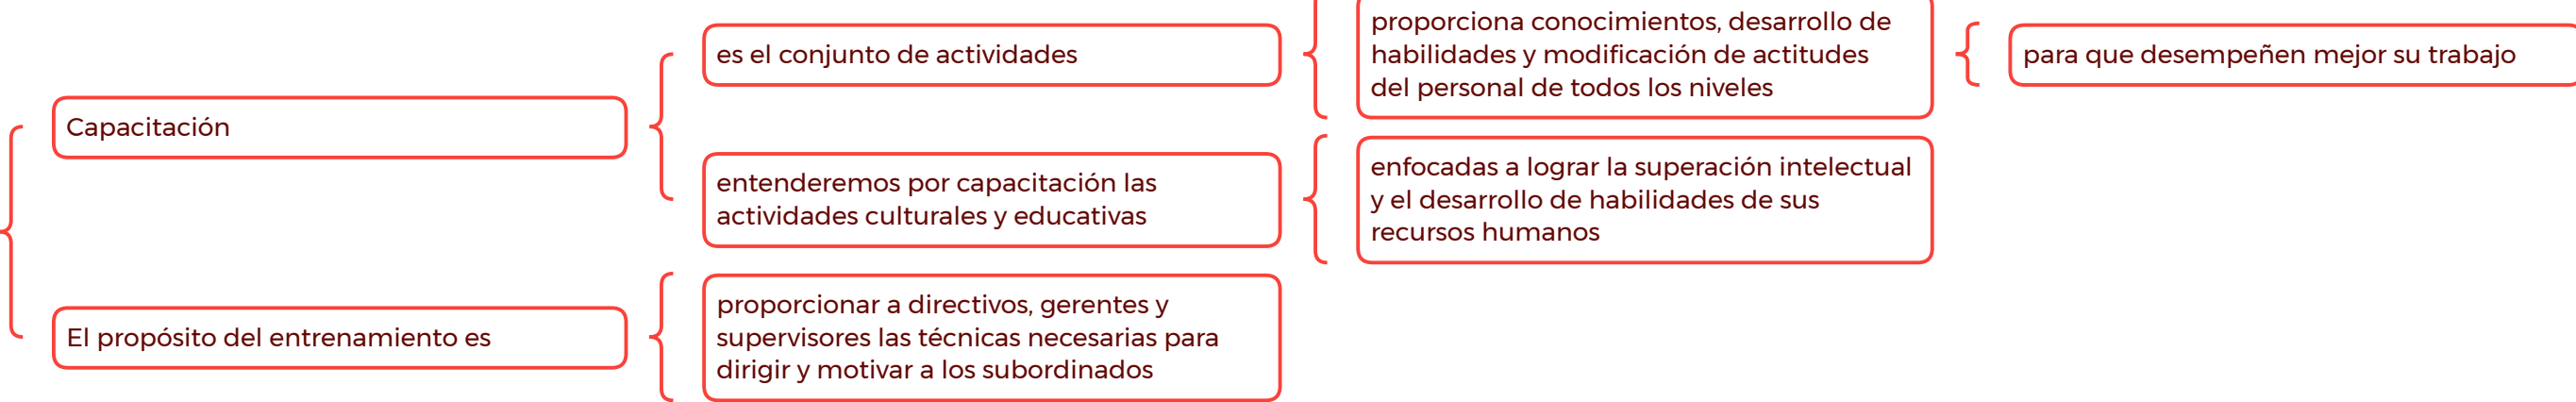 Capacitación
es el conjunto de actividades
proporciona conocimientos, desarrollo de
habilidades y modificación de actitudes
del personal de todos los niveles
para que desempeñen mejor su trabajo
entenderemos por capacitación las
actividades culturales y educativas
enfocadas a lograr la superación intelectual
y el desarrollo de habilidades de sus
recursos humanos
El propósito del entrenamiento es
proporcionar a directivos, gerentes y
supervisores las técnicas necesarias para
dirigir y motivar a los subordinados